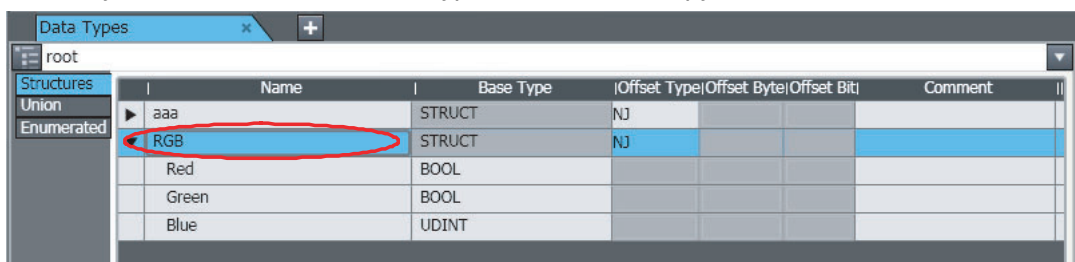 Data Types × +
root
Structures
Union
Enumerated
Name Base Type Offset Type Offset Byte Offset Bit Comment
aaa STRUCT NJ
RGB STRUCT NJ
Red BOOL
Green BOOL
Blue UDINT